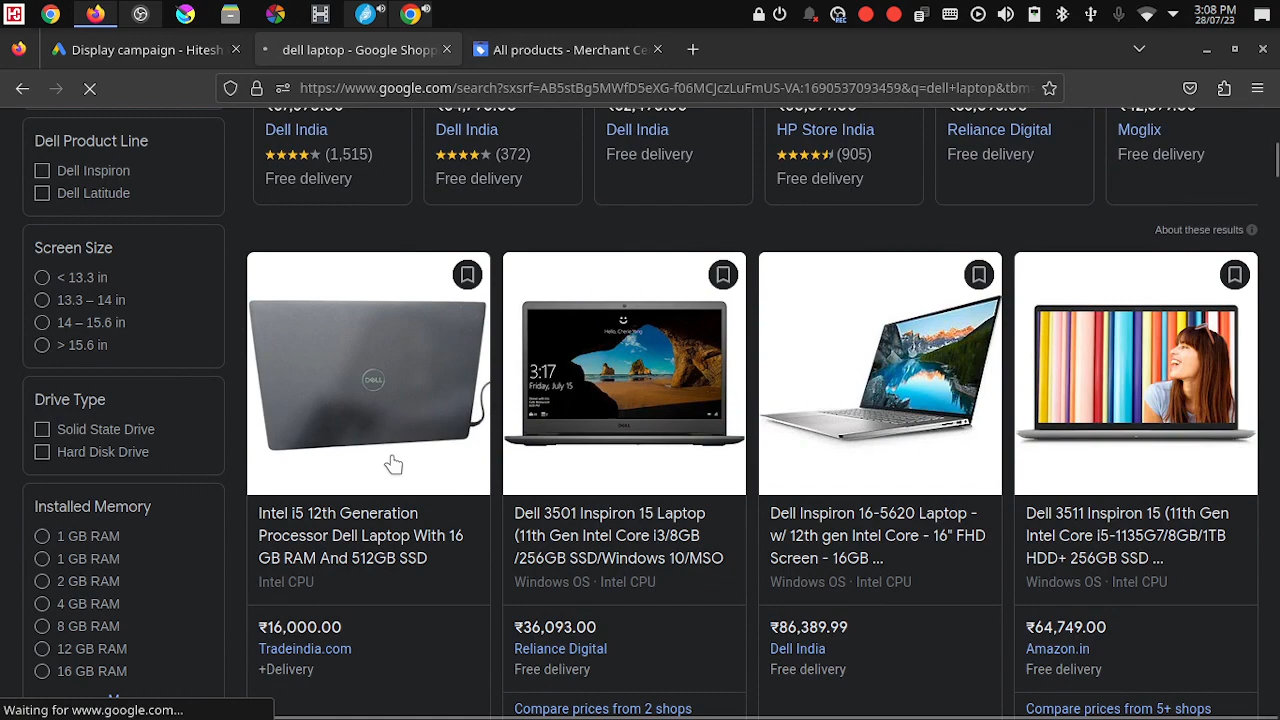 3:08 PM
28/07/23
Display campaign - Hitesh
dell laptop - Google Shopp
All products - Merchant Ce
https://www.google.com/search?sxsrf=AB5stBg5MWfD5eXG-f06MCJczLuFmUS-VA:1690537093459&q=dell+laptop&tbm=
Dell India
Dell India
Dell India
HP Store India
Reliance Digital
Moglix
(1,515)
(372)
Free delivery
(905)
Free delivery
Free delivery
Free delivery
Free delivery
Free delivery
Dell Product Line
Dell Inspiron
Dell Latitude
About these results
Screen Size
< 13.3 in
13.3 – 14 in
14 – 15.6 in
> 15.6 in
Drive Type
Solid State Drive
Hard Disk Drive
Installed Memory
1 GB RAM
1 GB RAM
2 GB RAM
4 GB RAM
8 GB RAM
12 GB RAM
16 GB RAM
DELL
Intel i5 12th Generation
Processor Dell Laptop With 16
GB RAM And 512GB SSD
Intel CPU
₹16,000.00
Tradeindia.com
+Delivery
3:17
Friday, July 15
DELL
Dell 3501 Inspiron 15 Laptop
(11th Gen Intel Core i3/8GB
/256GB SSD/Windows 10/MSO
Windows OS · Intel CPU
₹36,093.00
Reliance Digital
Free delivery
Compare prices from 2 shops
Dell Inspiron 16-5620 Laptop -
w/ 12th gen Intel Core - 16" FHD
Screen - 16GB ...
Windows OS · Intel CPU
₹86,389.99
Dell India
Free delivery
Dell 3511 Inspiron 15 (11th Gen
Intel Core I5-1135G7/8GB/1TB
HDD+ 256GB SSD ...
Windows OS · Intel CPU
₹64,749.00
Amazon.in
Free delivery
Compare prices from 5+ shops
Waiting for www.google.com...